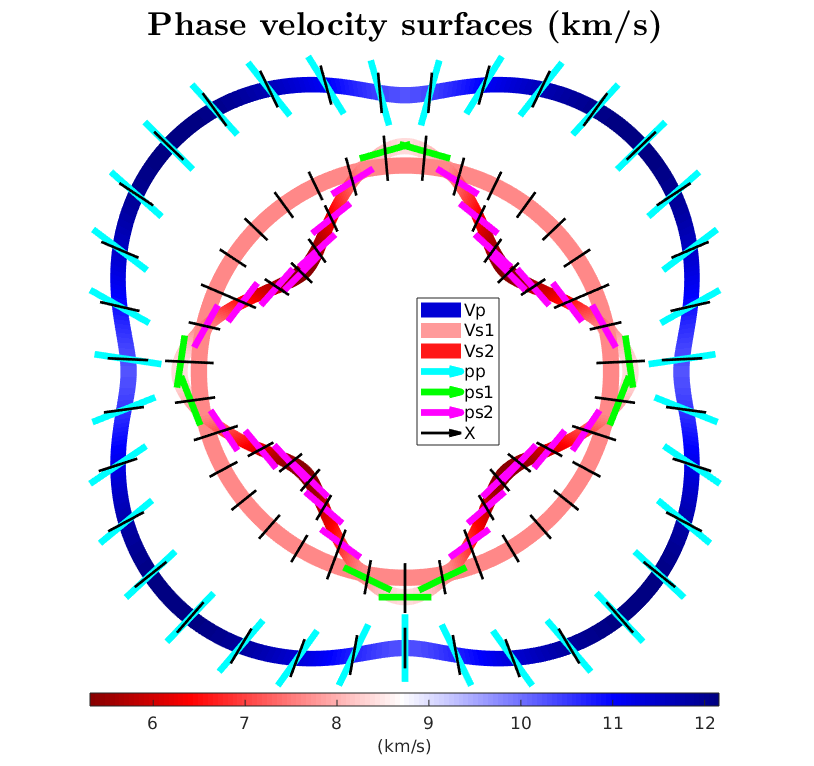 Phase velocity surfaces (km/s)
Vp
Vs1
Vs2
pp
ps1
ps2
X
6 7 8 9 10 11 12
(km/s)